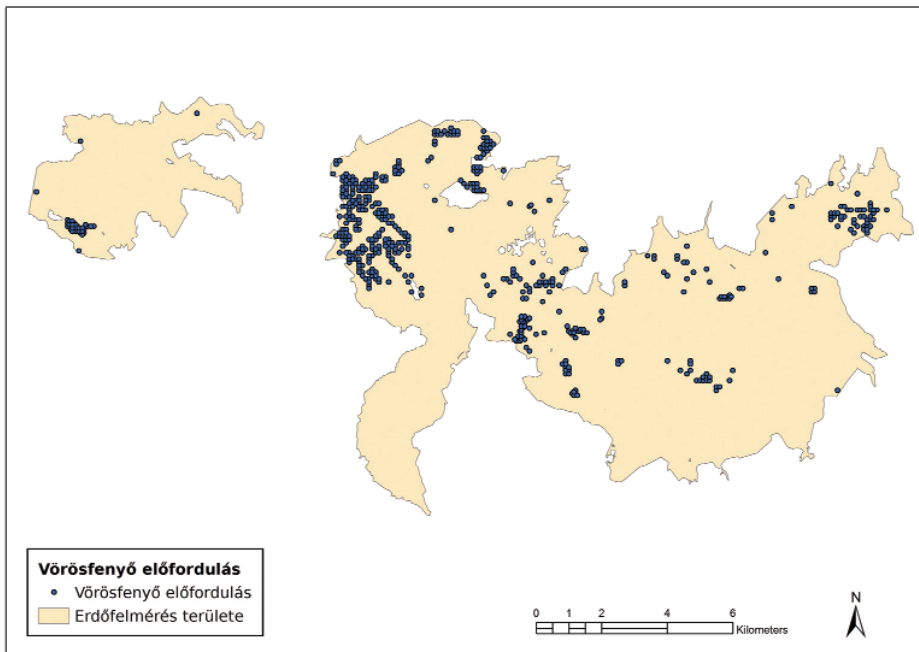 Vörösfenyő előfordulás
Vörösfenyő előfordulás
Erdőfelmérés területe
0 1 2 4 6
Kilometers
N